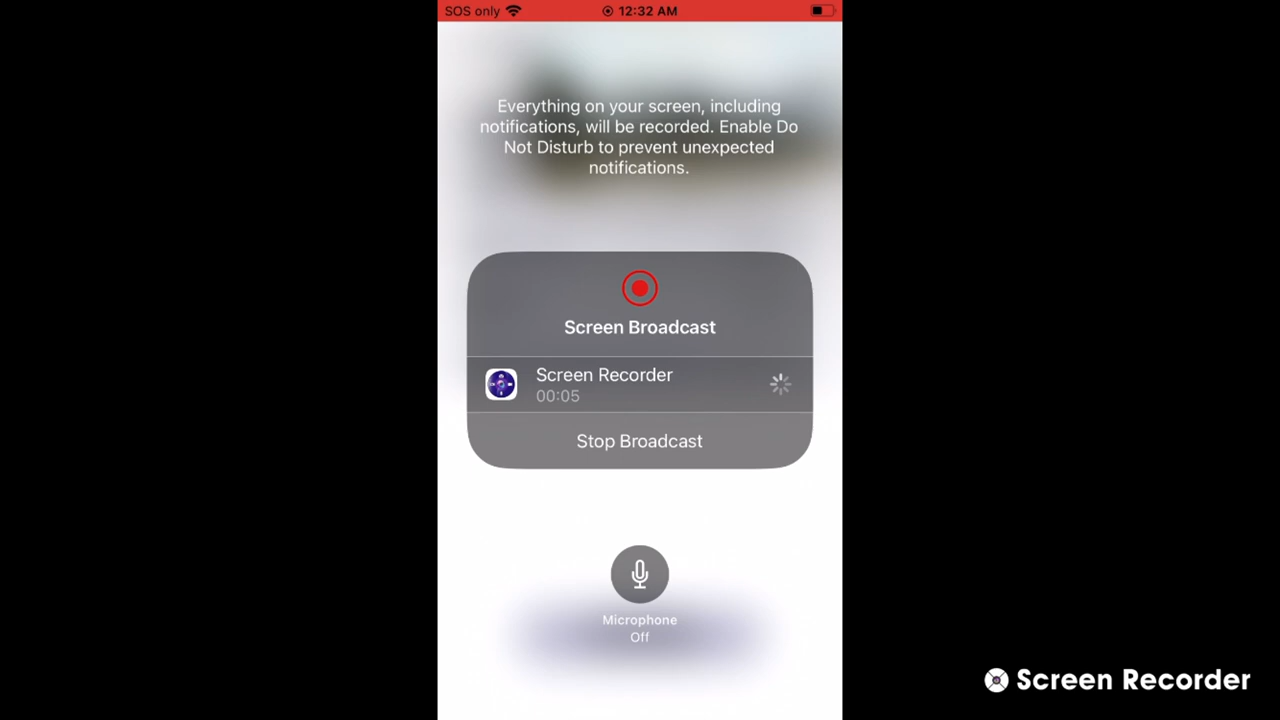 SOS only
12:32 AM
Everything on your screen, including
notifications, will be recorded. Enable Do
Not Disturb to prevent unexpected
notifications.
Screen Broadcast
Screen Recorder
00:05
Stop Broadcast
Microphone
Off
Screen Recorder